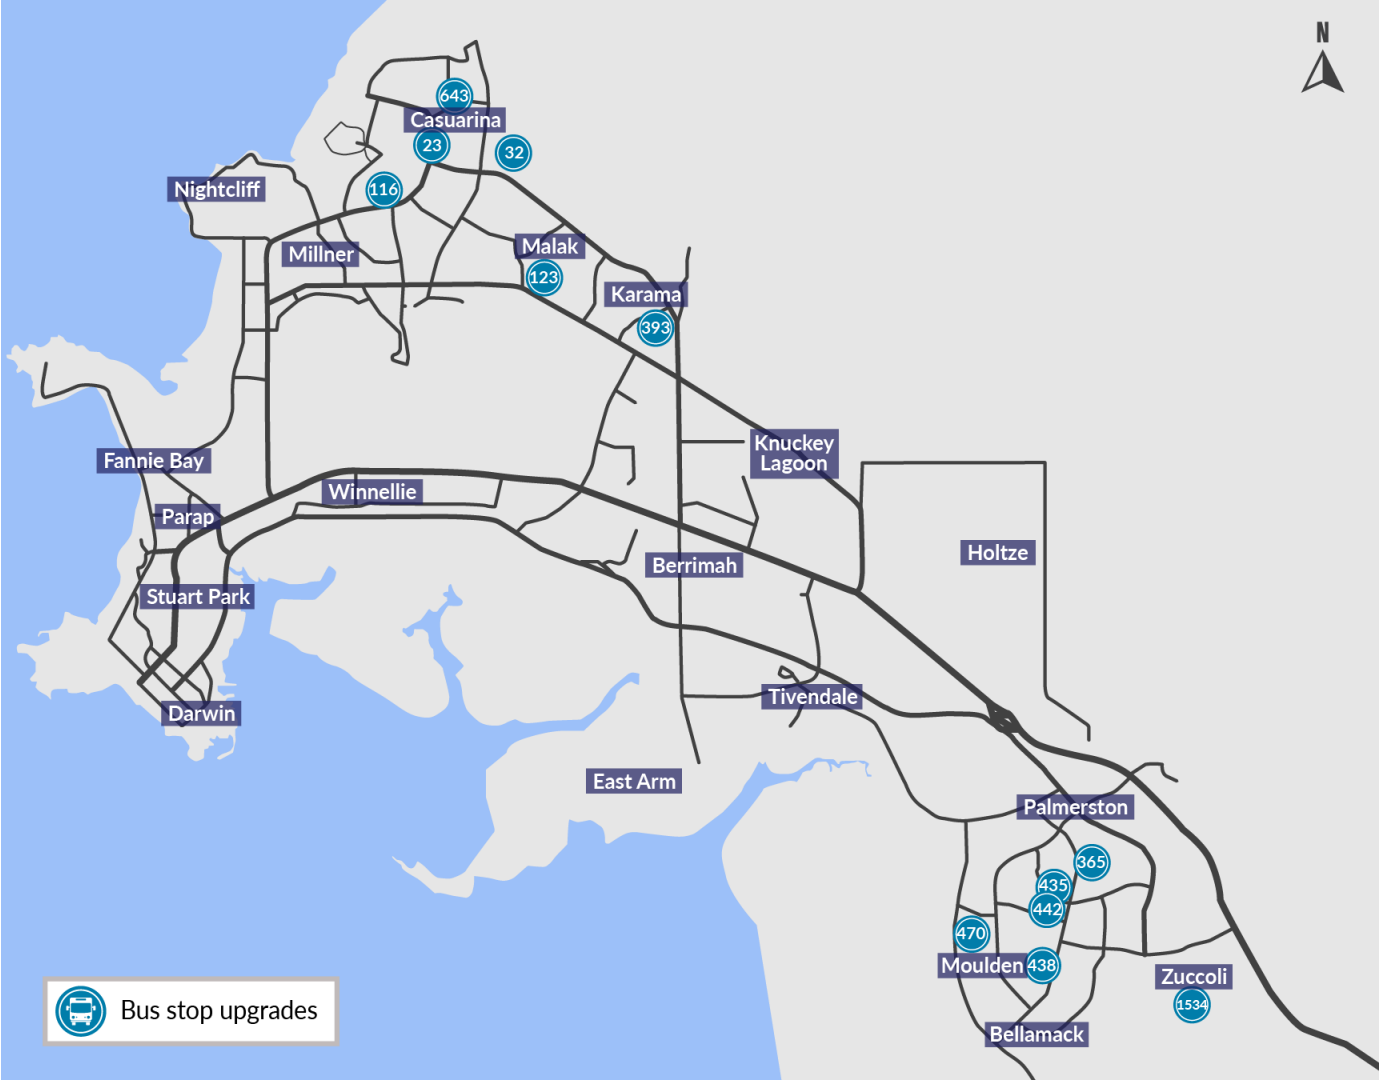 N
643
Casuarina
23
32
116
Nightcliff
Millner
Malak
123
Karama
393
Knuckey
Lagoon
Fannie Bay
Winnellie
Parap
Holtze
Berrimah
Stuart Park
Tivendale
Darwin
East Arm
Palmerston
365
435
442
470
Moulden
438
Zuccoli
1534
Bellamack
Bus stop upgrades